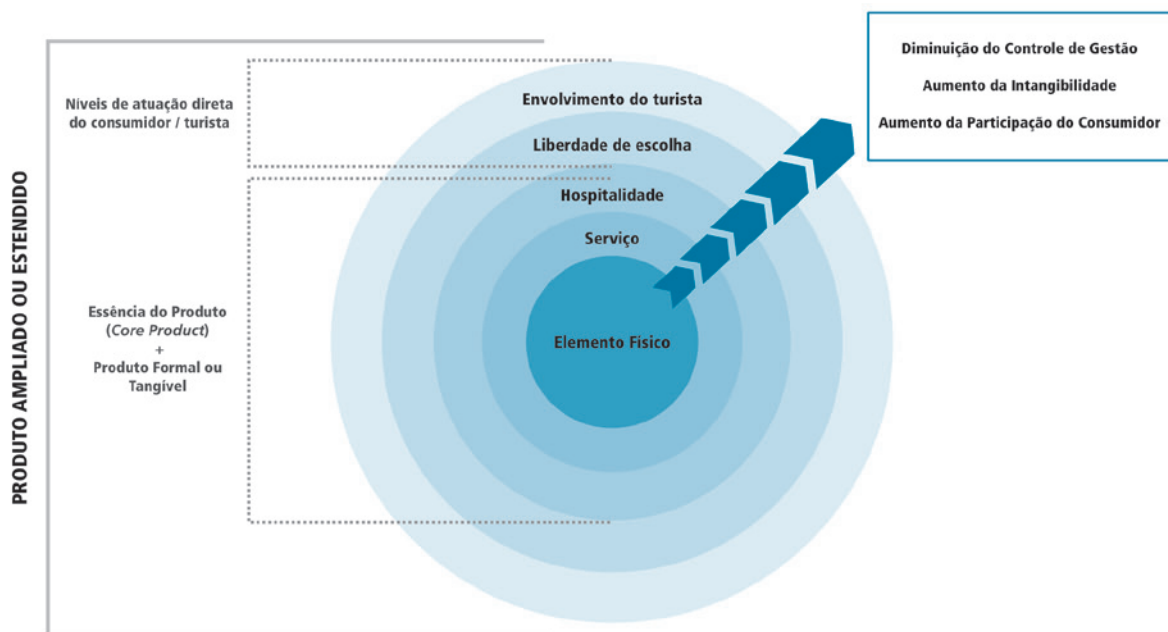 PRODUTO AMPLIADO OU ESTENDIDO
Níveis de atuação direta
do consumidor / turista
Essência do Produto
(Core Product)
+
Produto Formal ou
Tangível
Envolvimento do turista
Liberdade de escolha
Hospitalidade
Serviço
Elemento Físico
Diminuição do Controle de Gestão
Aumento da Intangibilidade
Aumento da Participação do Consumidor